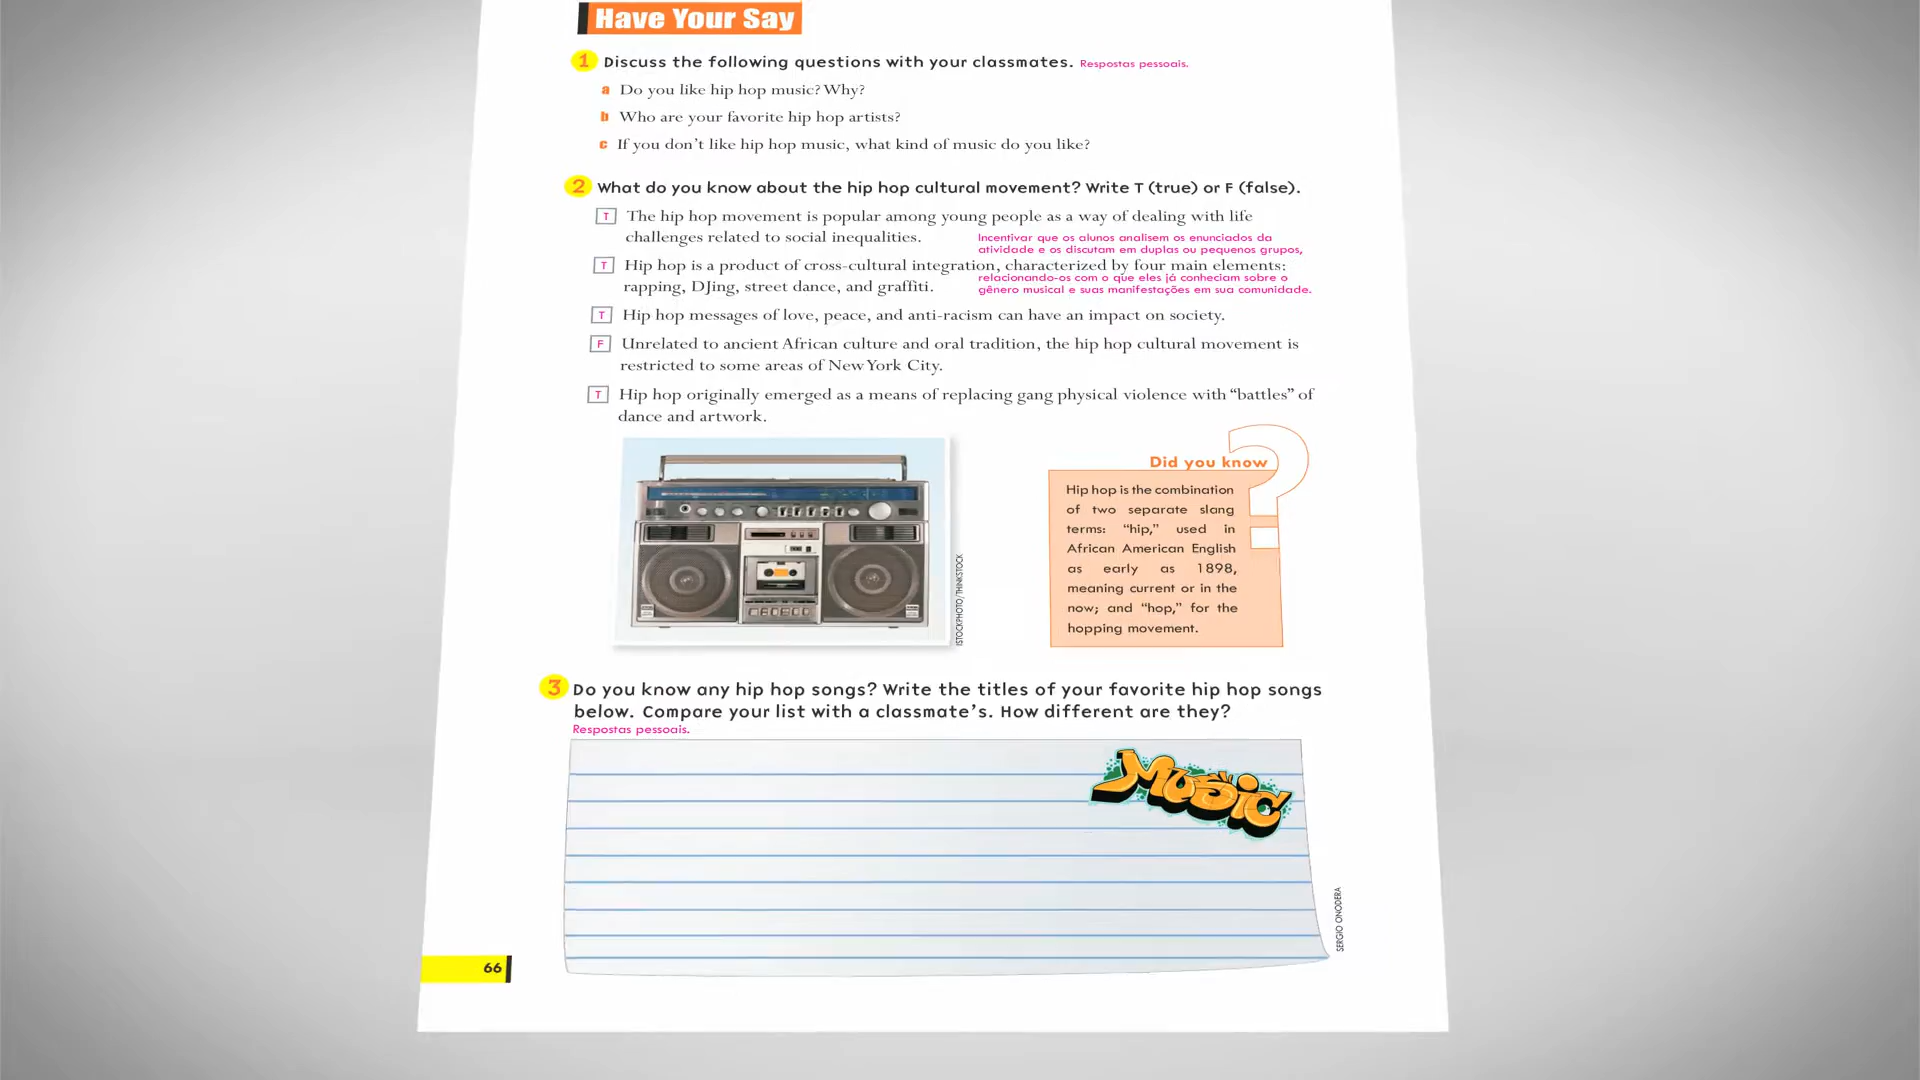 Have Your Say
1 Discuss the following questions with your classmates. Respostas pessoais.
a Do you like hip hop music? Why?
b Who are your favorite hip hop artists?
c If you don't like hip hop music, what kind of music do you like?
2 What do you know about the hip hop cultural movement? Write T (true) or F (false).
T The hip hop movement is popular among young people as a way of dealing with life
challenges related to social inequalities.
Incentivar que os alunos analisem os enunciados da
atividade e os discutam em duplas ou pequenos grupos,
T Hip hop is a product of cross-cultural integration, characterized by four main elements:
relacionando-os com o que eles já conheciam sobre o
rapping, DJing, street dance, and graffiti.
gênero musical e suas manifestações em sua comunidade.
T Hip hop messages of love, peace, and anti-racism can have an impact on society.
F Unrelated to ancient African culture and oral tradition, the hip hop cultural movement is
restricted to some areas of New York City.
T Hip hop originally emerged as a means of replacing gang physical violence with “battles” of
dance and artwork.
ISTOCKPHOTO/THINKSTOCK
Did you know
?
Hip hop is the combination
of two separate slang
terms: “hip,” used in
African American English
as early as 1898,
meaning current or in the
now; and “hop,” for the
hopping movement.
3 Do you know any hip hop songs? Write the titles of your favorite hip hop songs
below. Compare your list with a classmate's. How different are they?
Respostas pessoais.
MUSIC
SERGIO ONODERA
66